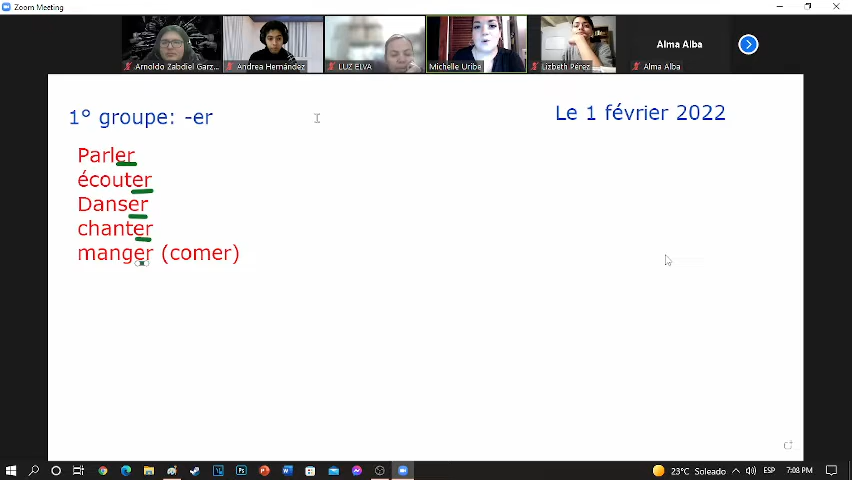 Zoom Meeting
Arnoldo Zabdiel Garz...
Andrea Hernández
LUZ ELVA
Michelle Uribe
Lizbeth Pérez
Alma Alba
Alma Alba
1° groupe: -er
Le 1 février 2022
Parler
écouter
Danser
chanter
manger (comer)
23°C Soleado
ESP
7:08 PM